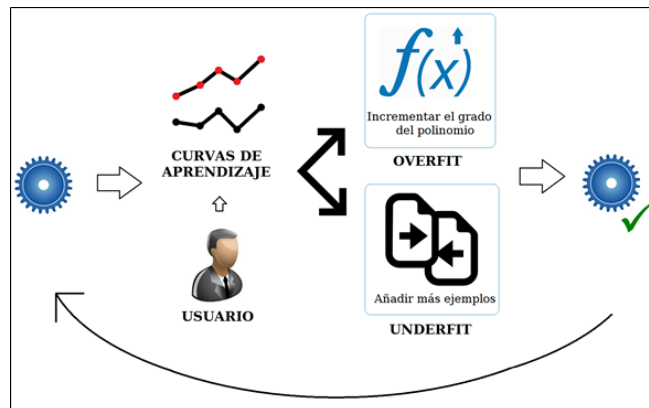 f(x)
Incrementar el grado
del polinomio
OVERFIT
CURVAS DE
APRENDIZAJE
USUARIO
Añadir más ejemplos
UNDERFIT